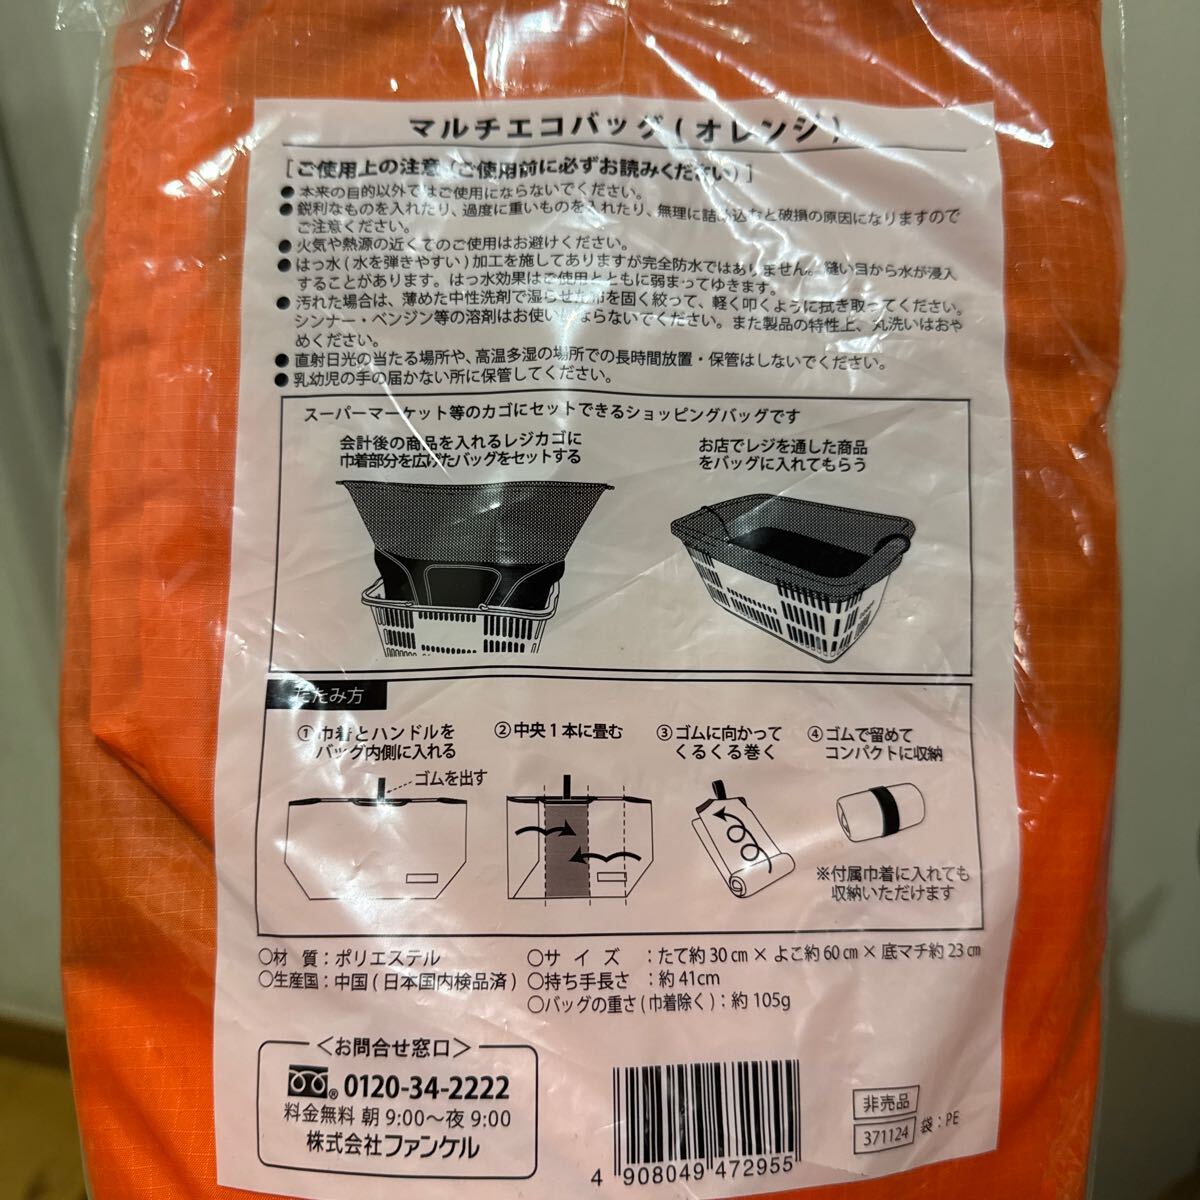 マルチエコバッグ(オレンジ)
[ご使用上の注意(ご使用前に必ずお読みください)]
●本来の目的以外ではご使用にならないでください。
●鋭利なものを入れたり、過度に重いものを入れたり、無理に詰め込むと破損の原因になりますので
ご注意ください。
●火気や熱源の近くでのご使用はお避けください。
●はっ水(水を弾きやすい)加工を施してありますが完全防水ではありません。縫い目から水が浸入
することがあります。はっ水効果はご使用とともに弱まってゆきます。
●汚れた場合は、薄めた中性洗剤で湿らせた布を固く絞って、軽く叩くように拭き取ってください。
シンナー・ベンジン等の溶剤はお使いにならないでください。また製品の特性上、丸洗いはおや
めください。
●直射日光の当たる場所や、高温多湿の場所での長時間放置・保管はしないでください。
●乳幼児の手の届かない所に保管してください。
スーパーマーケット等のカゴにセットできるショッピングバッグです
会計後の商品を入れるレジカゴに
巾着部分を広げたバッグをセットする
お店でレジを通した商品
をバッグに入れてもらう
たたみ方
①巾着とハンドルを
バッグ内側に入れる
ゴムを出す
②中央1本に畳む
③ゴムに向かって
くるくる巻く
④ゴムで留めて
コンパクトに収納
※付属巾着に入れても
収納いただけます
○材 質:ポリエステル
○生産国:中国(日本国内検品済)
○サ イ ズ :たて約30㎝×よこ約60㎝×底マチ約23㎝
○持ち手長さ :約41cm
○バッグの重さ(巾着除く):約105g
<お問合せ窓口>
® 0120-34-2222
料金無料 朝9:00〜夜9:00
株式会社ファンケル
4 908049 472955
非売品
371124
袋:PE